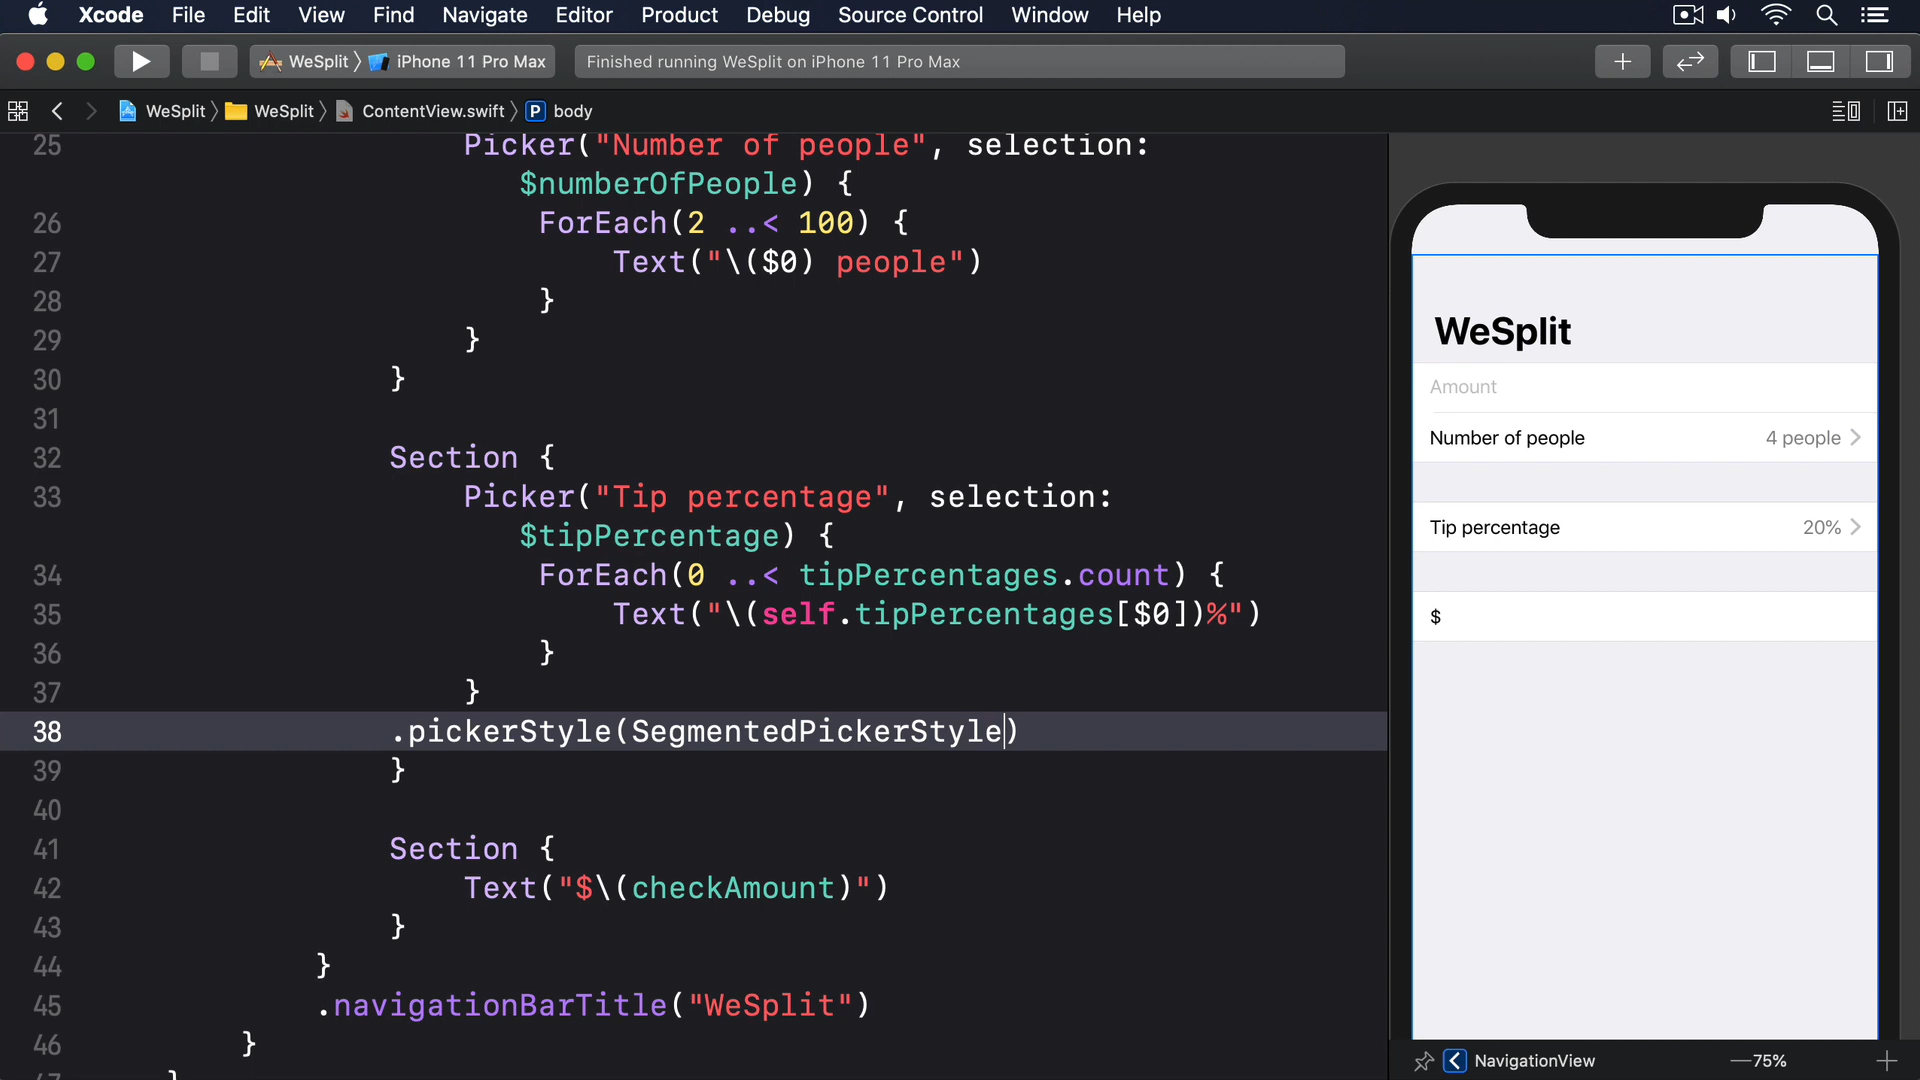 Xcode File Edit View Find Navigate Editor Product Debug Source Control Window Help
WeSplit iPhone 11 Pro Max Finished running WeSplit on iPhone 11 Pro Max
WeSplit WeSplit ContentView.swift P body
25 Picker("Number of people", selection:
$numberOfPeople) {
26 ForEach(2 ..< 100) {
27 Text("\($0) people")
28 }
29 }
30 }
31
32 Section {
33 Picker("Tip percentage", selection:
$tipPercentage) {
34 ForEach(0 ..< tipPercentages.count) {
35 Text("\(self.tipPercentages[$0])%")
36 }
37 }
38 .pickerStyle(SegmentedPickerStyle)
39 }
40
41 Section {
42 Text("$\(checkAmount)")
43 }
44 }
45 .navigationBarTitle("WeSplit")
46 }
47 }
WeSplit
Amount
Number of people 4 people
Tip percentage 20%
$
NavigationView 75%